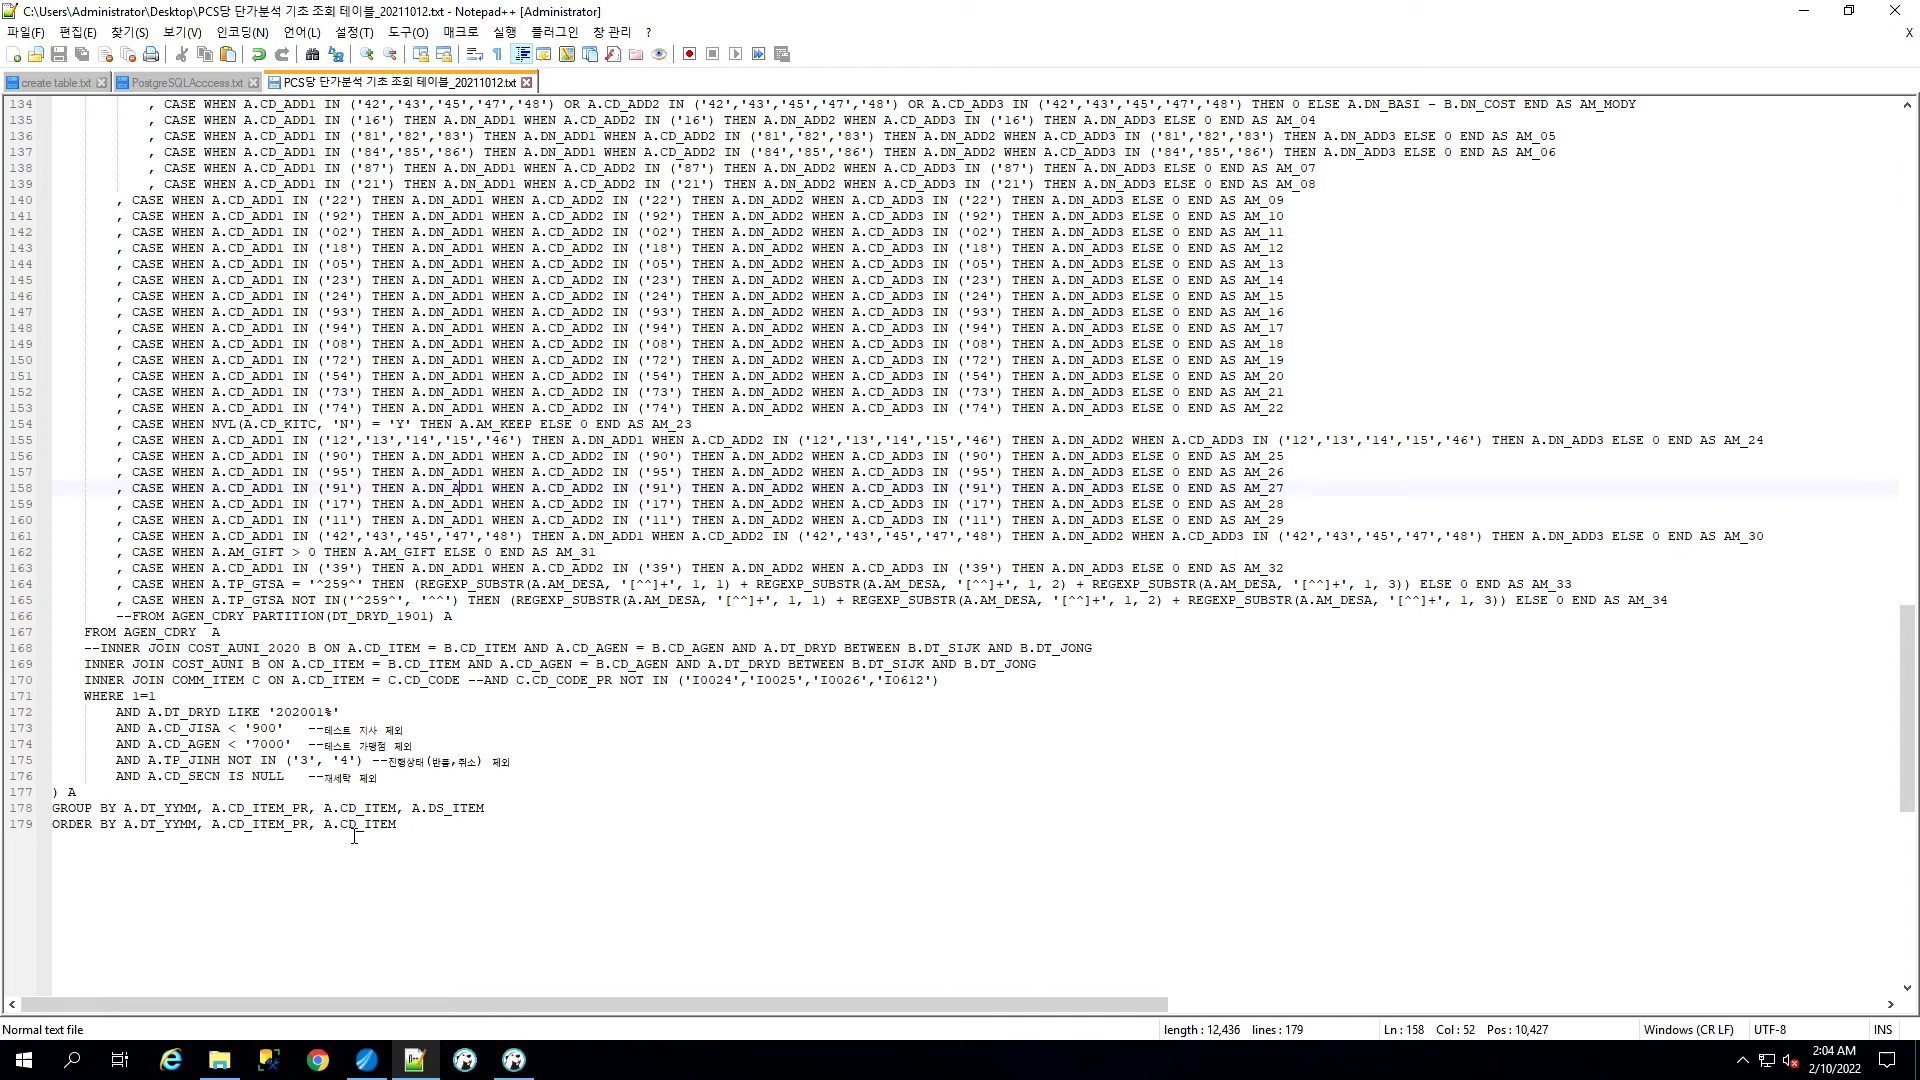 C:\Users\Administrator\Desktop\PCS당 단가분석 기초 조회 테이블_20211012.txt - Notepad++ [Administrator]
파일(F) 편집(E) 찾기(S) 보기(V) 인코딩(N) 언어(L) 설정(T) 도구(O) 매크로 실행 플러그인 창 관리 ? X
create table.txt PostgreSQLAcccess.txt PCS당 단가분석 기초 조회 테이블_20211012.txt
134 , CASE WHEN A.CD_ADD1 IN ('42','43','45','47','48') OR A.CD_ADD2 IN ('42','43','45','47','48') OR A.CD_ADD3 IN ('42','43','45','47','48') THEN 0 ELSE A.DN_BASI - B.DN_COST END AS AM_MODY
135 , CASE WHEN A.CD_ADD1 IN ('16') THEN A.DN_ADD1 WHEN A.CD_ADD2 IN ('16') THEN A.DN_ADD2 WHEN A.CD_ADD3 IN ('16') THEN A.DN_ADD3 ELSE 0 END AS AM_04
136 , CASE WHEN A.CD_ADD1 IN ('81','82','83') THEN A.DN_ADD1 WHEN A.CD_ADD2 IN ('81','82','83') THEN A.DN_ADD2 WHEN A.CD_ADD3 IN ('81','82','83') THEN A.DN_ADD3 ELSE 0 END AS AM_05
137 , CASE WHEN A.CD_ADD1 IN ('84','85','86') THEN A.DN_ADD1 WHEN A.CD_ADD2 IN ('84','85','86') THEN A.DN_ADD2 WHEN A.CD_ADD3 IN ('84','85','86') THEN A.DN_ADD3 ELSE 0 END AS AM_06
138 , CASE WHEN A.CD_ADD1 IN ('87') THEN A.DN_ADD1 WHEN A.CD_ADD2 IN ('87') THEN A.DN_ADD2 WHEN A.CD_ADD3 IN ('87') THEN A.DN_ADD3 ELSE 0 END AS AM_07
139 , CASE WHEN A.CD_ADD1 IN ('21') THEN A.DN_ADD1 WHEN A.CD_ADD2 IN ('21') THEN A.DN_ADD2 WHEN A.CD_ADD3 IN ('21') THEN A.DN_ADD3 ELSE 0 END AS AM_08
140 , CASE WHEN A.CD_ADD1 IN ('22') THEN A.DN_ADD1 WHEN A.CD_ADD2 IN ('22') THEN A.DN_ADD2 WHEN A.CD_ADD3 IN ('22') THEN A.DN_ADD3 ELSE 0 END AS AM_09
141 , CASE WHEN A.CD_ADD1 IN ('92') THEN A.DN_ADD1 WHEN A.CD_ADD2 IN ('92') THEN A.DN_ADD2 WHEN A.CD_ADD3 IN ('92') THEN A.DN_ADD3 ELSE 0 END AS AM_10
142 , CASE WHEN A.CD_ADD1 IN ('02') THEN A.DN_ADD1 WHEN A.CD_ADD2 IN ('02') THEN A.DN_ADD2 WHEN A.CD_ADD3 IN ('02') THEN A.DN_ADD3 ELSE 0 END AS AM_11
143 , CASE WHEN A.CD_ADD1 IN ('18') THEN A.DN_ADD1 WHEN A.CD_ADD2 IN ('18') THEN A.DN_ADD2 WHEN A.CD_ADD3 IN ('18') THEN A.DN_ADD3 ELSE 0 END AS AM_12
144 , CASE WHEN A.CD_ADD1 IN ('05') THEN A.DN_ADD1 WHEN A.CD_ADD2 IN ('05') THEN A.DN_ADD2 WHEN A.CD_ADD3 IN ('05') THEN A.DN_ADD3 ELSE 0 END AS AM_13
145 , CASE WHEN A.CD_ADD1 IN ('23') THEN A.DN_ADD1 WHEN A.CD_ADD2 IN ('23') THEN A.DN_ADD2 WHEN A.CD_ADD3 IN ('23') THEN A.DN_ADD3 ELSE 0 END AS AM_14
146 , CASE WHEN A.CD_ADD1 IN ('24') THEN A.DN_ADD1 WHEN A.CD_ADD2 IN ('24') THEN A.DN_ADD2 WHEN A.CD_ADD3 IN ('24') THEN A.DN_ADD3 ELSE 0 END AS AM_15
147 , CASE WHEN A.CD_ADD1 IN ('93') THEN A.DN_ADD1 WHEN A.CD_ADD2 IN ('93') THEN A.DN_ADD2 WHEN A.CD_ADD3 IN ('93') THEN A.DN_ADD3 ELSE 0 END AS AM_16
148 , CASE WHEN A.CD_ADD1 IN ('94') THEN A.DN_ADD1 WHEN A.CD_ADD2 IN ('94') THEN A.DN_ADD2 WHEN A.CD_ADD3 IN ('94') THEN A.DN_ADD3 ELSE 0 END AS AM_17
149 , CASE WHEN A.CD_ADD1 IN ('08') THEN A.DN_ADD1 WHEN A.CD_ADD2 IN ('08') THEN A.DN_ADD2 WHEN A.CD_ADD3 IN ('08') THEN A.DN_ADD3 ELSE 0 END AS AM_18
150 , CASE WHEN A.CD_ADD1 IN ('72') THEN A.DN_ADD1 WHEN A.CD_ADD2 IN ('72') THEN A.DN_ADD2 WHEN A.CD_ADD3 IN ('72') THEN A.DN_ADD3 ELSE 0 END AS AM_19
151 , CASE WHEN A.CD_ADD1 IN ('54') THEN A.DN_ADD1 WHEN A.CD_ADD2 IN ('54') THEN A.DN_ADD2 WHEN A.CD_ADD3 IN ('54') THEN A.DN_ADD3 ELSE 0 END AS AM_20
152 , CASE WHEN A.CD_ADD1 IN ('73') THEN A.DN_ADD1 WHEN A.CD_ADD2 IN ('73') THEN A.DN_ADD2 WHEN A.CD_ADD3 IN ('73') THEN A.DN_ADD3 ELSE 0 END AS AM_21
153 , CASE WHEN A.CD_ADD1 IN ('74') THEN A.DN_ADD1 WHEN A.CD_ADD2 IN ('74') THEN A.DN_ADD2 WHEN A.CD_ADD3 IN ('74') THEN A.DN_ADD3 ELSE 0 END AS AM_22
154 , CASE WHEN NVL(A.CD_KITC, 'N') = 'Y' THEN A.AM_KEEP ELSE 0 END AS AM_23
155 , CASE WHEN A.CD_ADD1 IN ('12','13','14','15','46') THEN A.DN_ADD1 WHEN A.CD_ADD2 IN ('12','13','14','15','46') THEN A.DN_ADD2 WHEN A.CD_ADD3 IN ('12','13','14','15','46') THEN A.DN_ADD3 ELSE 0 END AS AM_24
156 , CASE WHEN A.CD_ADD1 IN ('90') THEN A.DN_ADD1 WHEN A.CD_ADD2 IN ('90') THEN A.DN_ADD2 WHEN A.CD_ADD3 IN ('90') THEN A.DN_ADD3 ELSE 0 END AS AM_25
157 , CASE WHEN A.CD_ADD1 IN ('95') THEN A.DN_ADD1 WHEN A.CD_ADD2 IN ('95') THEN A.DN_ADD2 WHEN A.CD_ADD3 IN ('95') THEN A.DN_ADD3 ELSE 0 END AS AM_26
158 , CASE WHEN A.CD_ADD1 IN ('91') THEN A.DN_ADD1 WHEN A.CD_ADD2 IN ('91') THEN A.DN_ADD2 WHEN A.CD_ADD3 IN ('91') THEN A.DN_ADD3 ELSE 0 END AS AM_27
159 , CASE WHEN A.CD_ADD1 IN ('17') THEN A.DN_ADD1 WHEN A.CD_ADD2 IN ('17') THEN A.DN_ADD2 WHEN A.CD_ADD3 IN ('17') THEN A.DN_ADD3 ELSE 0 END AS AM_28
160 , CASE WHEN A.CD_ADD1 IN ('11') THEN A.DN_ADD1 WHEN A.CD_ADD2 IN ('11') THEN A.DN_ADD2 WHEN A.CD_ADD3 IN ('11') THEN A.DN_ADD3 ELSE 0 END AS AM_29
161 , CASE WHEN A.CD_ADD1 IN ('42','43','45','47','48') THEN A.DN_ADD1 WHEN A.CD_ADD2 IN ('42','43','45','47','48') THEN A.DN_ADD2 WHEN A.CD_ADD3 IN ('42','43','45','47','48') THEN A.DN_ADD3 ELSE 0 END AS AM_30
162 , CASE WHEN A.AM_GIFT > 0 THEN A.AM_GIFT ELSE 0 END AS AM_31
163 , CASE WHEN A.CD_ADD1 IN ('39') THEN A.DN_ADD1 WHEN A.CD_ADD2 IN ('39') THEN A.DN_ADD2 WHEN A.CD_ADD3 IN ('39') THEN A.DN_ADD3 ELSE 0 END AS AM_32
164 , CASE WHEN A.TP_GTSA = '^259^' THEN (REGEXP_SUBSTR(A.AM_DESA, '[^^]+', 1, 1) + REGEXP_SUBSTR(A.AM_DESA, '[^^]+', 1, 2) + REGEXP_SUBSTR(A.AM_DESA, '[^^]+', 1, 3)) ELSE 0 END AS AM_33
165 , CASE WHEN A.TP_GTSA NOT IN('^259^', '^^') THEN (REGEXP_SUBSTR(A.AM_DESA, '[^^]+', 1, 1) + REGEXP_SUBSTR(A.AM_DESA, '[^^]+', 1, 2) + REGEXP_SUBSTR(A.AM_DESA, '[^^]+', 1, 3)) ELSE 0 END AS AM_34
166 --FROM AGEN_CDRY PARTITION(DT_DRYD_1901) A
167 FROM AGEN_CDRY A
168 --INNER JOIN COST_AUNI_2020 B ON A.CD_ITEM = B.CD_ITEM AND A.CD_AGEN = B.CD_AGEN AND A.DT_DRYD BETWEEN B.DT_SIJK AND B.DT_JONG
169 INNER JOIN COST_AUNI B ON A.CD_ITEM = B.CD_ITEM AND A.CD_AGEN = B.CD_AGEN AND A.DT_DRYD BETWEEN B.DT_SIJK AND B.DT_JONG
170 INNER JOIN COMM_ITEM C ON A.CD_ITEM = C.CD_CODE --AND C.CD_CODE_PR NOT IN ('I0024','I0025','I0026','I0612')
171 WHERE 1=1
172 AND A.DT_DRYD LIKE '202001%'
173 AND A.CD_JISA < '900' --테스트 지사 제외
174 AND A.CD_AGEN < '7000' --테스트 가맹점 제외
175 AND A.TP_JINH NOT IN ('3', '4') --진행상태(반품,취소) 제외
176 AND A.CD_SECN IS NULL --재세탁 제외
177 ) A
178 GROUP BY A.DT_YYMM, A.CD_ITEM_PR, A.CD_ITEM, A.DS_ITEM
179 ORDER BY A.DT_YYMM, A.CD_ITEM_PR, A.CD_ITEM
Normal text file length : 12,436 lines : 179 Ln : 158 Col : 52 Pos : 10,427 Windows (CR LF) UTF-8 INS
2:04 AM
2/10/2022